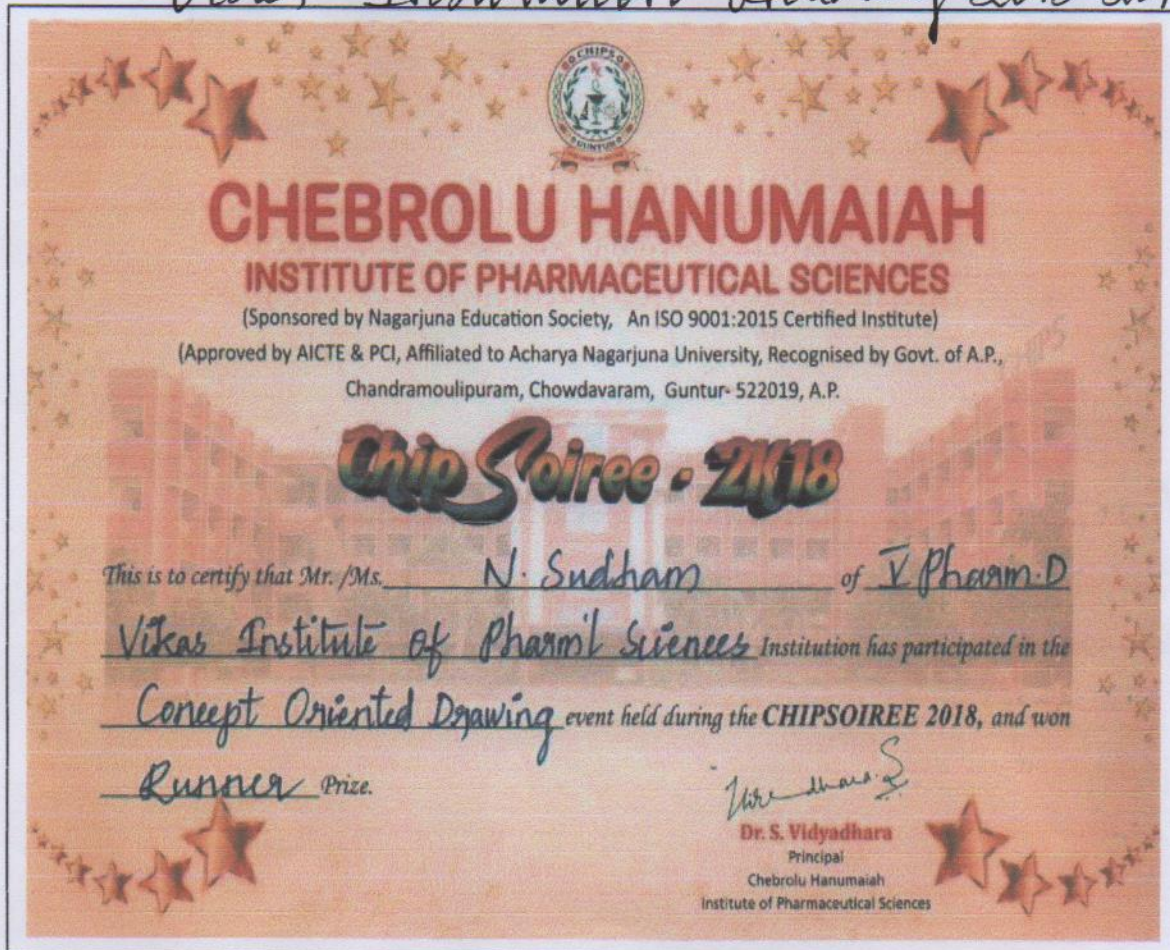 CHIPS
GUNTUR
CHEBROLU HANUMAIAH
INSTITUTE OF PHARMACEUTICAL SCIENCES
(Sponsored by Nagarjuna Education Society, An ISO 9001:2015 Certified Institute)
(Approved by AICTE & PCI, Affiliated to Acharya Nagarjuna University, Recognised by Govt. of A.P.,
Chandramoulipuram, Chowdavaram, Guntur- 522019, A.P.
Chip Soiree - 2K18
This is to certify that Mr. /Ms. N. Sudham of V Pharm.D
Vikas Institute of Pharm'l Sciences Institution has participated in the
Concept Oriented Drawing event held during the CHIPSOIREE 2018, and won
Runner Prize.
Dr. S. Vidyadhara
Principal
Chebrolu Hanumaiah
Institute of Pharmaceutical Sciences